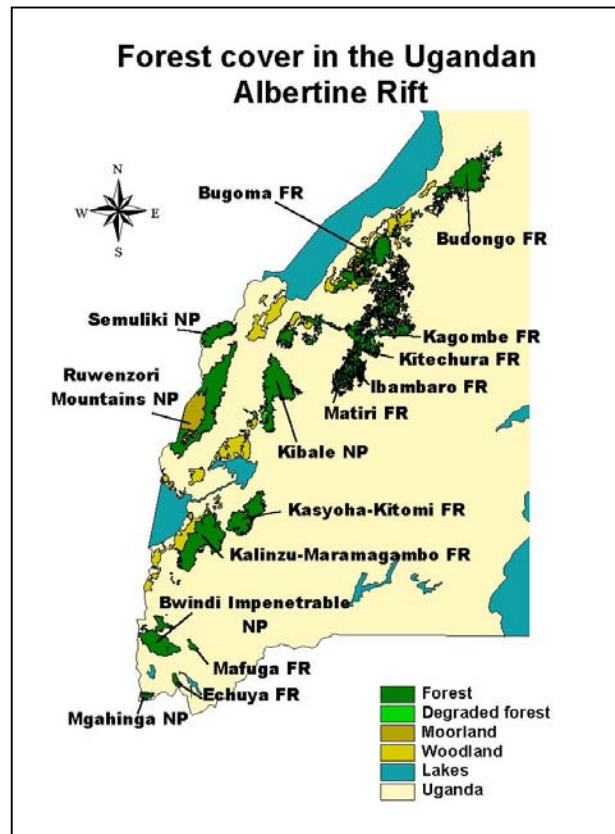 Forest cover in the Ugandan
Albertine Rift
N
W E
S
Bugoma FR
Budongo FR
Semuliki NP
Kagombe FR
Kitechura FR
Ruwenzori
Mountains NP
Ibambaro FR
Matiri FR
Kibale NP
Kasyoha-Kitomi FR
Kalinzu-Maramagambo FR
Bwindi Impenetrable
NP
Mafuga FR
Echuya FR
Mgahinga NP
Forest
Degraded forest
Moorland
Woodland
Lakes
Uganda